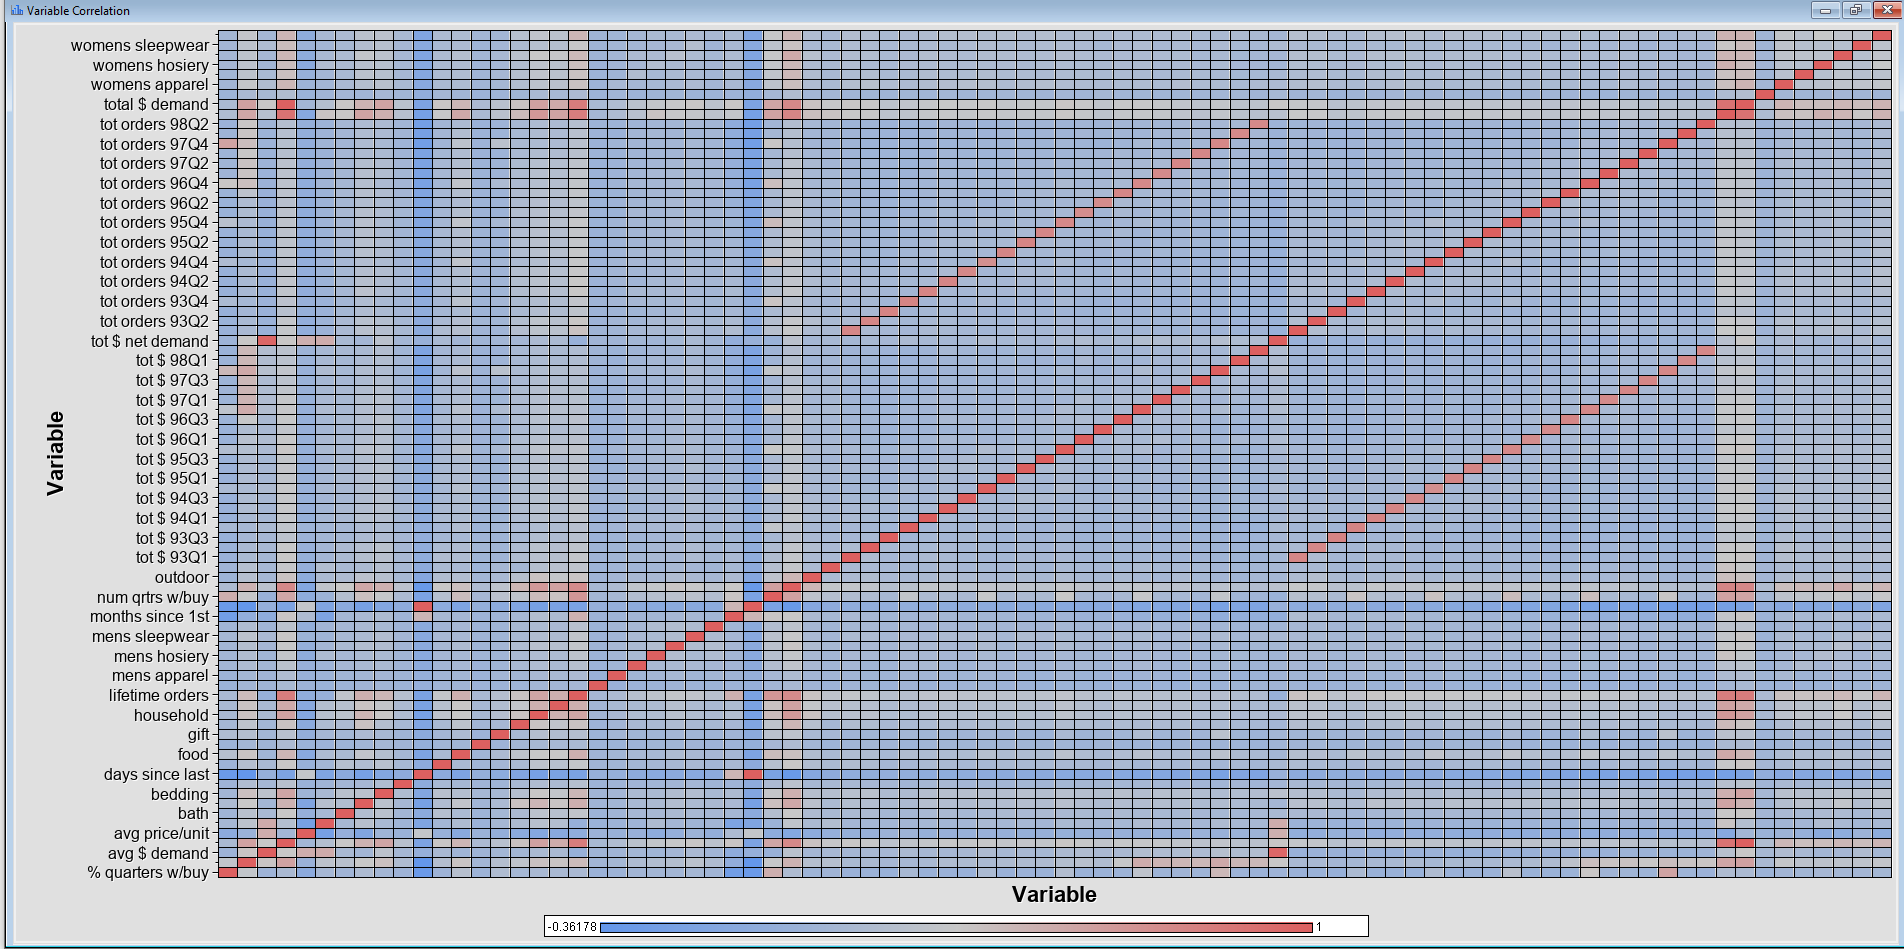 Variable Correlation
womens sleepwear
womens hosiery
womens apparel
total $ demand
tot orders 98Q2
tot orders 97Q4
tot orders 97Q2
tot orders 96Q4
tot orders 96Q2
tot orders 95Q4
tot orders 95Q2
tot orders 94Q4
tot orders 94Q2
tot orders 93Q4
tot orders 93Q2
tot $ net demand
tot $ 98Q1
tot $ 97Q3
tot $ 97Q1
tot $ 96Q3
tot $ 96Q1
tot $ 95Q3
tot $ 95Q1
tot $ 94Q3
tot $ 94Q1
tot $ 93Q3
tot $ 93Q1
outdoor
num qrtrs w/buy
months since 1st
mens sleepwear
mens hosiery
mens apparel
lifetime orders
household
gift
food
days since last
bedding
bath
avg price/unit
avg $ demand
% quarters w/buy
Variable
Variable
-0.36178 1